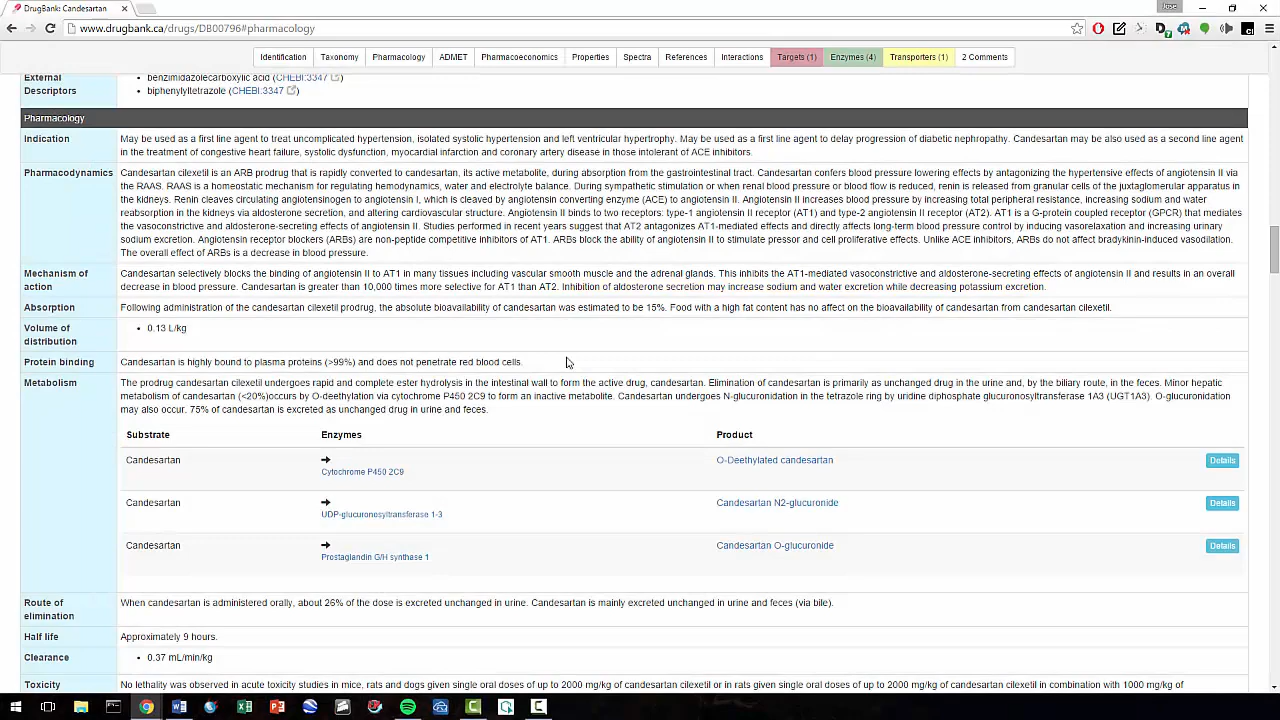 DrugBank: Candesartan
Jose
www.drugbank.ca/drugs/DB00796#pharmacology
Identification Taxonomy Pharmacology ADMET Pharmacoeconomics Properties Spectra References Interactions Targets (1) Enzymes (4) Transporters (1) 2 Comments
External Descriptors
benzimidazolecarboxylic acid (CHEBI:3347)
biphenylyltetrazole (CHEBI:3347)
Pharmacology
Indication
May be used as a first line agent to treat uncomplicated hypertension, isolated systolic hypertension and left ventricular hypertrophy. May be used as a first line agent to delay progression of diabetic nephropathy. Candesartan may be also used as a second line agent
in the treatment of congestive heart failure, systolic dysfunction, myocardial infarction and coronary artery disease in those intolerant of ACE inhibitors.
Pharmacodynamics
Candesartan cilexetil is an ARB prodrug that is rapidly converted to candesartan, its active metabolite, during absorption from the gastrointestinal tract. Candesartan confers blood pressure lowering effects by antagonizing the hypertensive effects of angiotensin II via
the RAAS. RAAS is a homeostatic mechanism for regulating hemodynamics, water and electrolyte balance. During sympathetic stimulation or when renal blood pressure or blood flow is reduced, renin is released from granular cells of the juxtaglomerular apparatus in
the kidneys. Renin cleaves circulating angiotensinogen to angiotensin I, which is cleaved by angiotensin converting enzyme (ACE) to angiotensin II. Angiotensin II increases blood pressure by increasing total peripheral resistance, increasing sodium and water
reabsorption in the kidneys via aldosterone secretion, and altering cardiovascular structure. Angiotensin II binds to two receptors: type-1 angiotensin II receptor (AT1) and type-2 angiotensin II receptor (AT2). AT1 is a G-protein coupled receptor (GPCR) that mediates
the vasoconstrictive and aldosterone-secreting effects of angiotensin II. Studies performed in recent years suggest that AT2 antagonizes AT1-mediated effects and directly affects long-term blood pressure control by inducing vasorelaxation and increasing urinary
sodium excretion. Angiotensin receptor blockers (ARBs) are non-peptide competitive inhibitors of AT1. ARBs block the ability of angiotensin II to stimulate pressor and cell proliferative effects. Unlike ACE inhibitors, ARBs do not affect bradykinin-induced vasodilation.
The overall effect of ARBs is a decrease in blood pressure.
Mechanism of action
Candesartan selectively blocks the binding of angiotensin II to AT1 in many tissues including vascular smooth muscle and the adrenal glands. This inhibits the AT1-mediated vasoconstrictive and aldosterone-secreting effects of angiotensin II and results in an overall
decrease in blood pressure. Candesartan is greater than 10,000 times more selective for AT1 than AT2. Inhibition of aldosterone secretion may increase sodium and water excretion while decreasing potassium excretion.
Absorption
Following administration of the candesartan cilexetil prodrug, the absolute bioavailability of candesartan was estimated to be 15%. Food with a high fat content has no affect on the bioavailability of candesartan from candesartan cilexetil.
Volume of distribution
0.13 L/kg
Protein binding
Candesartan is highly bound to plasma proteins (>99%) and does not penetrate red blood cells.
Metabolism
The prodrug candesartan cilexetil undergoes rapid and complete ester hydrolysis in the intestinal wall to form the active drug, candesartan. Elimination of candesartan is primarily as unchanged drug in the urine and, by the biliary route, in the feces. Minor hepatic
metabolism of candesartan (<20%)occurs by O-deethylation via cytochrome P450 2C9 to form an inactive metabolite. Candesartan undergoes N-glucuronidation in the tetrazole ring by uridine diphosphate glucuronosyltransferase 1A3 (UGT1A3). O-glucuronidation
may also occur. 75% of candesartan is excreted as unchanged drug in urine and feces.
Substrate Enzymes Product
Candesartan Cytochrome P450 2C9 O-Deethylated candesartan Details
Candesartan UDP-glucuronosyltransferase 1-3 Candesartan N2-glucuronide Details
Candesartan Prostaglandin G/H synthase 1 Candesartan O-glucuronide Details
Route of elimination
When candesartan is administered orally, about 26% of the dose is excreted unchanged in urine. Candesartan is mainly excreted unchanged in urine and feces (via bile).
Half life
Approximately 9 hours.
Clearance
0.37 mL/min/kg
Toxicity
No lethality was observed in acute toxicity studies in mice, rats and dogs given single oral doses of up to 2000 mg/kg of candesartan cilexetil or in rats given single oral doses of up to 2000 mg/kg of candesartan cilexetil in combination with 1000 mg/kg of